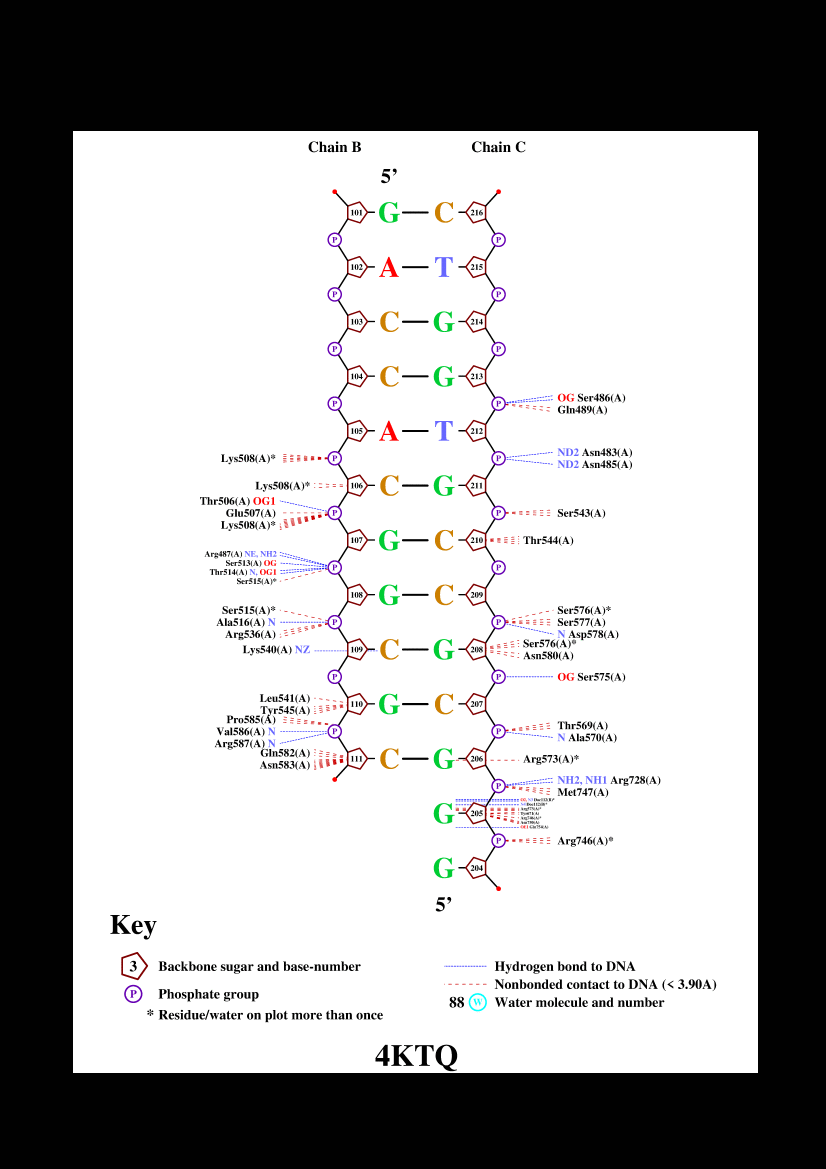 Chain B Chain C
5’
101 G C 216
P P
102 A T 215
P P
103 C G 214
P P
104 C G 213
OG Ser486(A)
P P
Gln489(A)
105 A T 212
ND2 Asn483(A)
Lys508(A)* P P
ND2 Asn485(A)
Lys508(A)* 106 C G 211
Thr506(A) OG1
Glu507(A) P P Ser543(A)
Lys508(A)*
107 G C 210 Thr544(A)
Arg487(A) NE, NH2
Ser513(A) OG
P P
Thr514(A) N, OG1
Ser515(A)*
108 G C 209
Ser515(A)* Ser576(A)*
Ala516(A) N P P Ser577(A)
Arg536(A) N Asp578(A)
Ser576(A)*
Lys540(A) NZ 109 C G 208
Asn580(A)
P P OG Ser575(A)
Leu541(A)
110 G C 207
Tyr545(A)
Pro585(A) Thr569(A)
Val586(A) N P P
N Ala570(A)
Arg587(A) N
Gln582(A)
111 C G 206 Arg573(A)*
Asn583(A)
NH2, NH1 Arg728(A)
P
Met747(A)
G 205
P Arg746(A)*
G 204
5’
Key
3 Backbone sugar and base-number
P Phosphate group
* Residue/water on plot more than once
Hydrogen bond to DNA
Nonbonded contact to DNA (< 3.90A)
88 W Water molecule and number
4KTQ